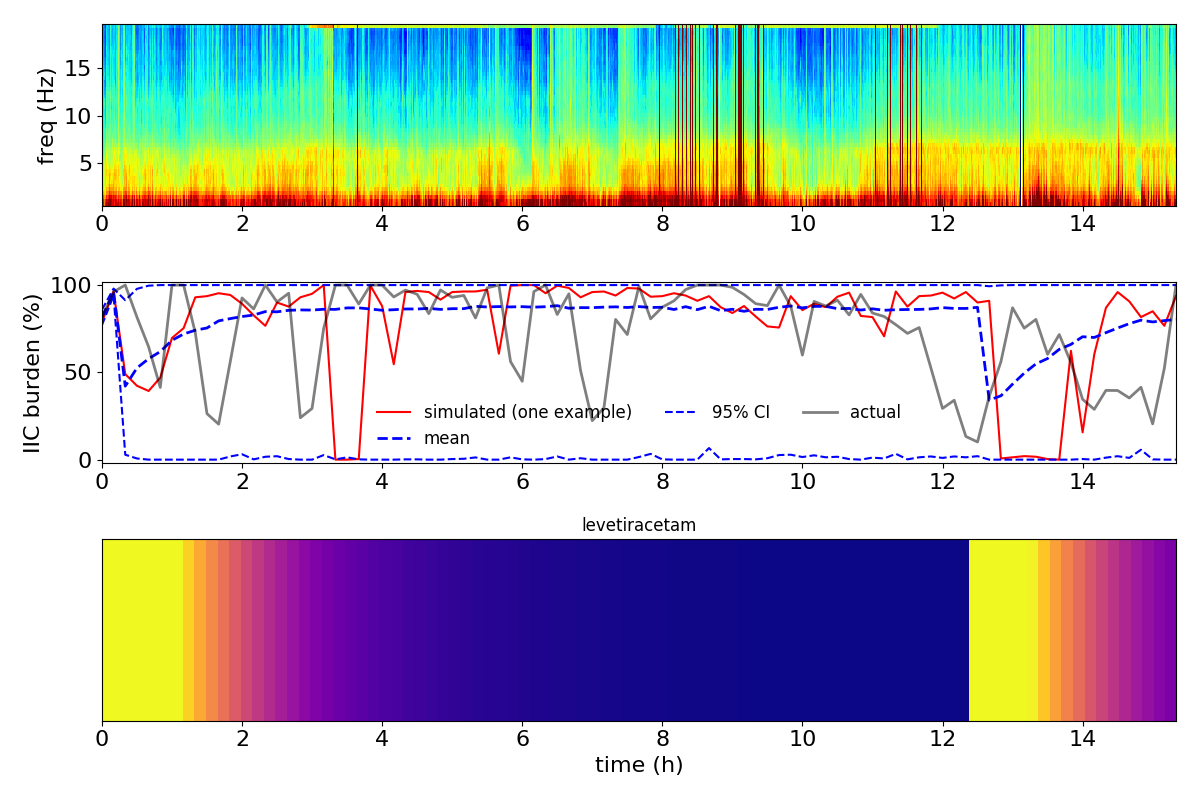 freq (Hz)
15
10
5
0 2 4 6 8 10 12 14
IIC burden (%)
100
50
0
simulated (one example) 95% CI actual
mean
0 2 4 6 8 10 12 14
levetiracetam
0 2 4 6 8 10 12 14
time (h)